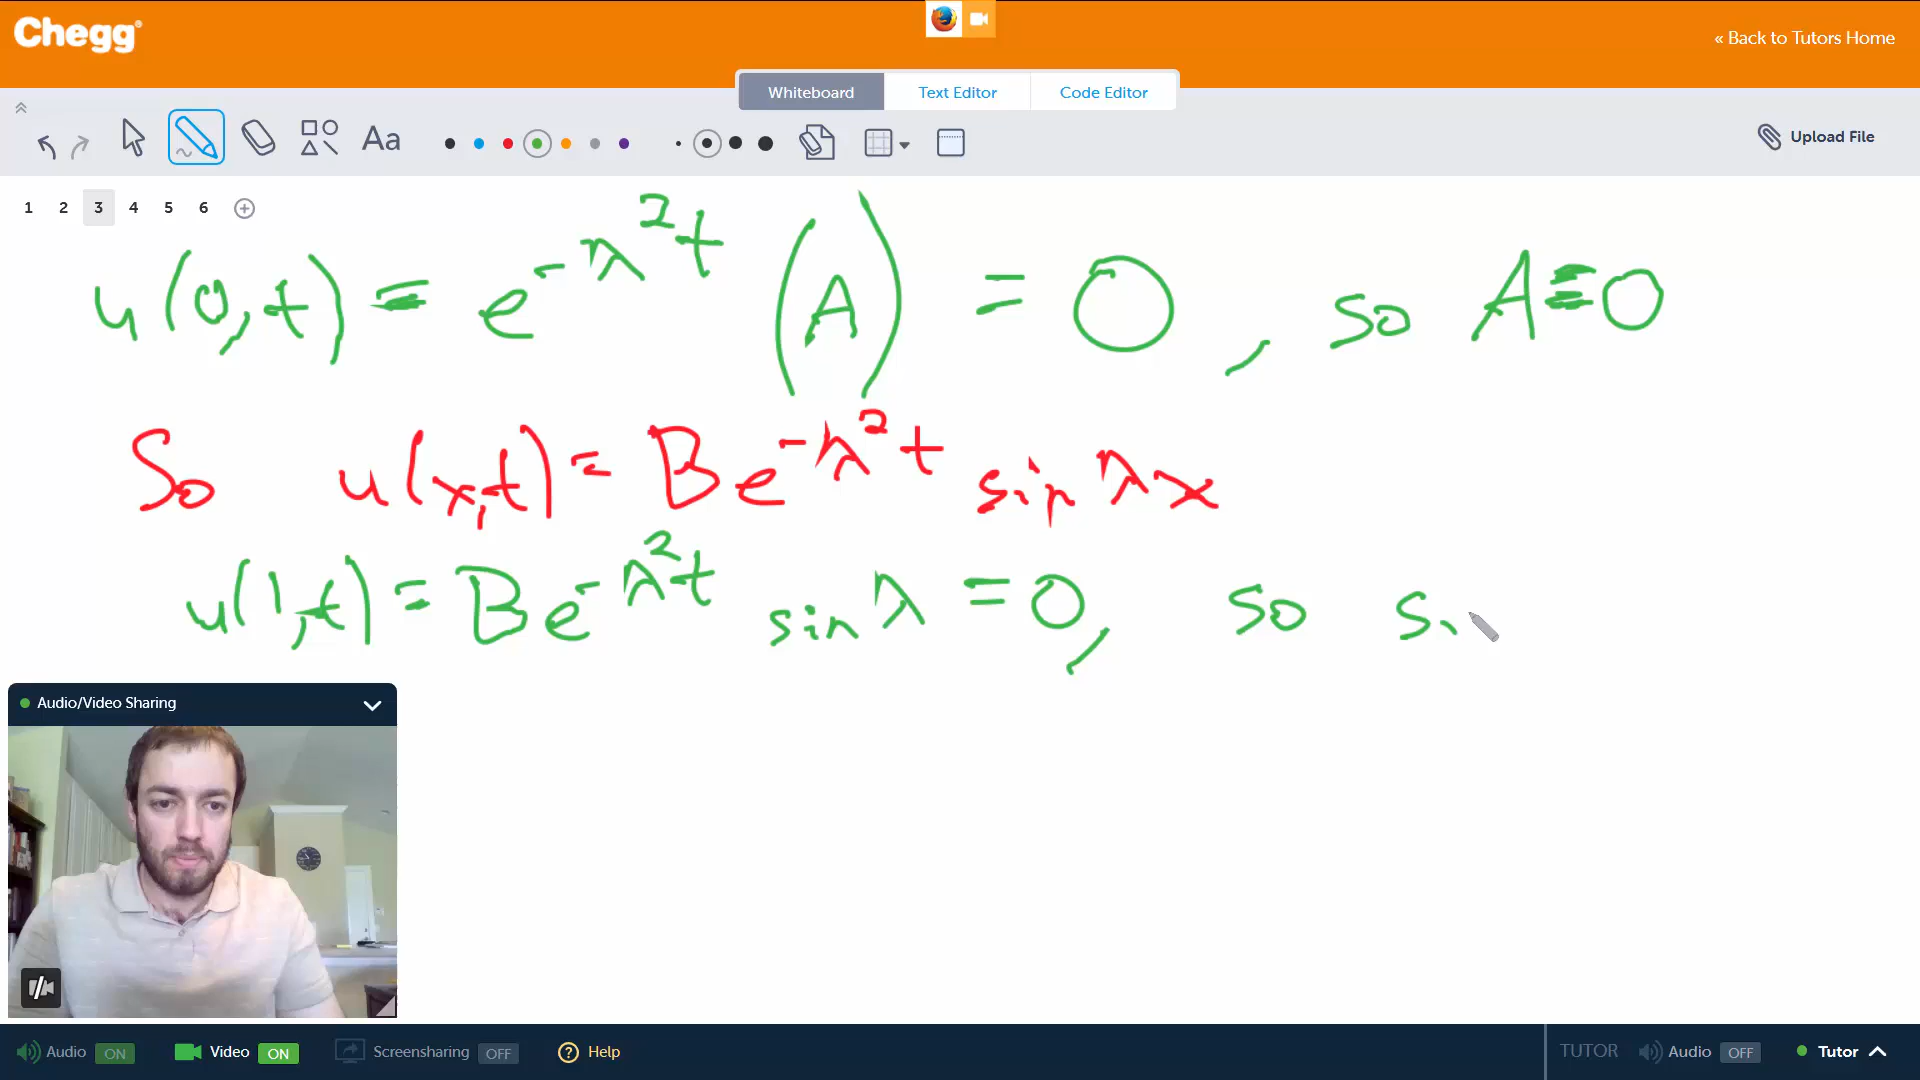 Chegg
« Back to Tutors Home
Whiteboard Text Editor Code Editor
Aa
Upload File
1 2 3 4 5 6
u(0,t) = e^{-λ²t} (A) = 0, so A≡0
So u(x,t) = Be^{-λ²t} sin λx
u(1,t) = Be^{-λ²t} sin λ = 0, so si
Audio/Video Sharing
Audio ON Video ON Screensharing OFF ? Help TUTOR Audio OFF Tutor